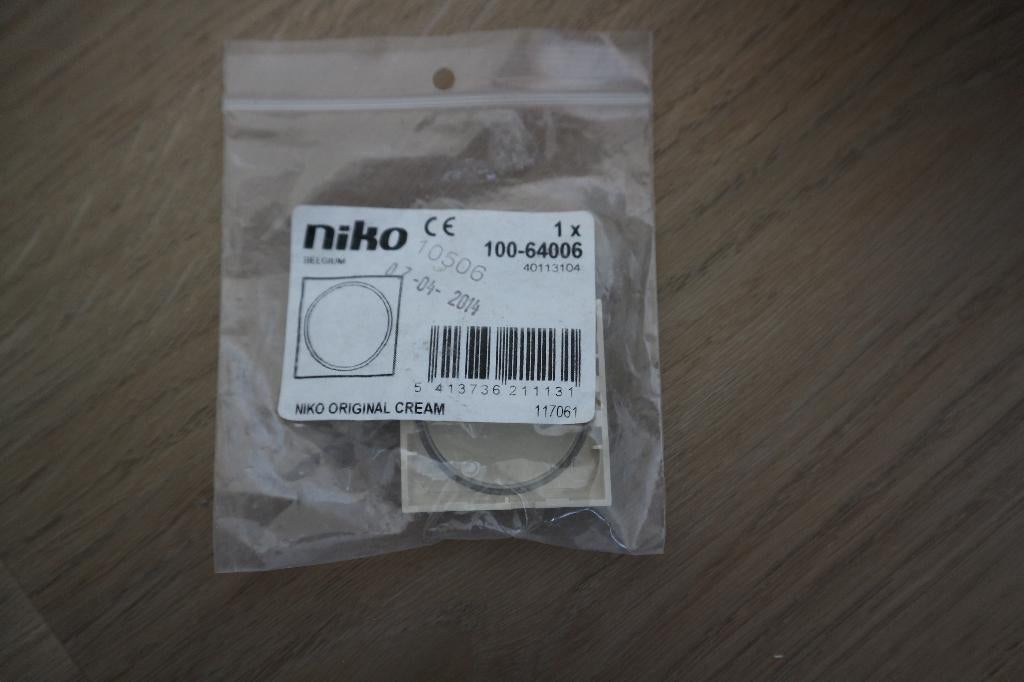 niko CE 1 x
BELGIUM 100-64006
40113104
10506
07-04-2014
5 413736 211131
NIKO ORIGINAL CREAM 117061